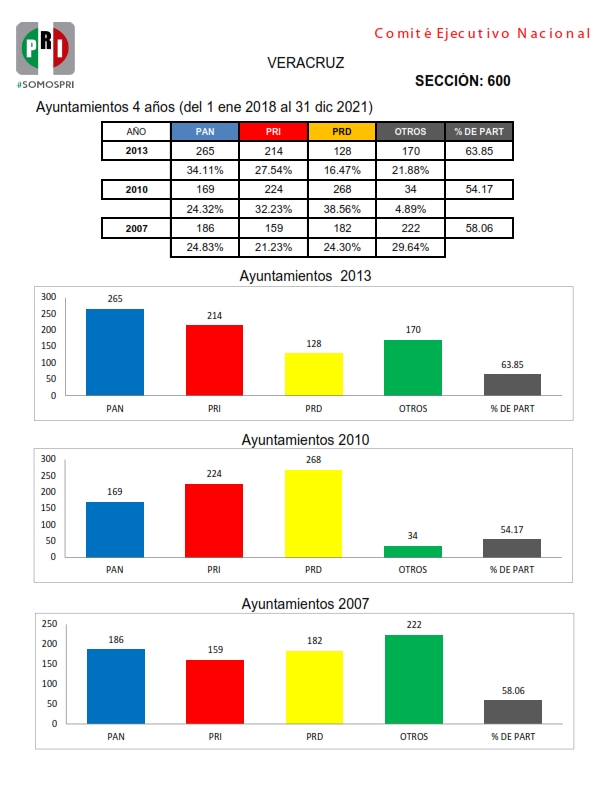 Comité Ejecutivo Nacional
PRI
#SOMOSPRI
VERACRUZ
SECCIÓN: 600
Ayuntamientos 4 años (del 1 ene 2018 al 31 dic 2021)
AÑO PAN PRI PRD OTROS % DE PART
2013 265 214 128 170 63.85
34.11% 27.54% 16.47% 21.88%
2010 169 224 268 34 54.17
24.32% 32.23% 38.56% 4.89%
2007 186 159 182 222 58.06
24.83% 21.23% 24.30% 29.64%
Ayuntamientos 2013
300
250
200
150
100
50
0
265
214
128
170
63.85
PAN PRI PRD OTROS % DE PART
Ayuntamientos 2010
300
250
200
150
100
50
0
169
224
268
34
54.17
PAN PRI PRD OTROS % DE PART
Ayuntamientos 2007
250
200
150
100
50
0
186
159
182
222
58.06
PAN PRI PRD OTROS % DE PART